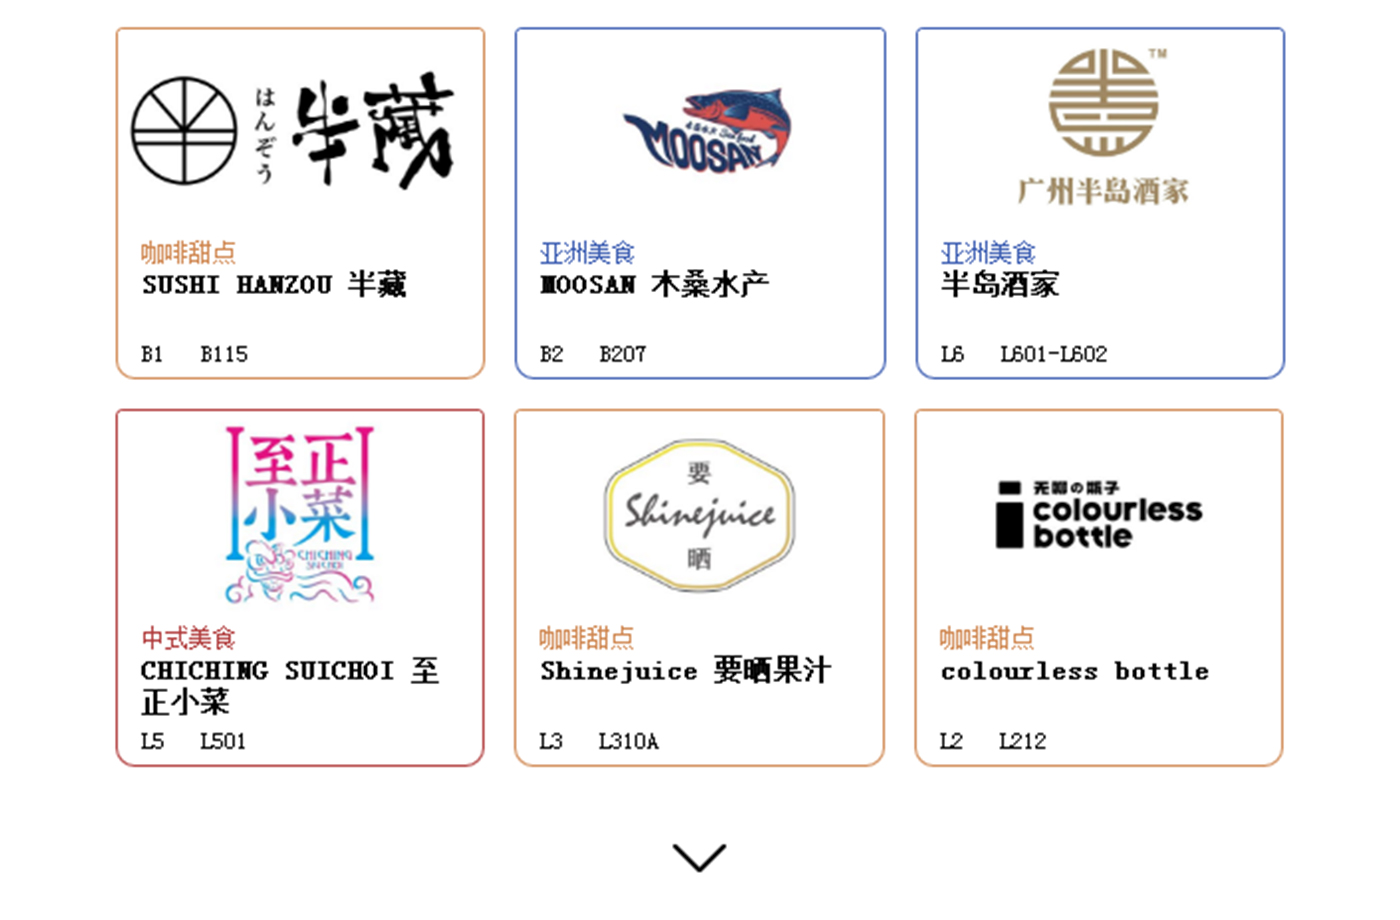 はんぞう
半藏
咖啡甜点
SUSHI HANZOU 半藏
B1 B115
MOOSAN
亚洲美食
MOOSAN 木桑水产
B2 B207
TM
广州半岛酒家
亚洲美食
半岛酒家
L6 L601-L602
至正
小菜
CHICHING
SUICHOI
中式美食
CHICHING SUICHOI 至
正小菜
L5 L501
要
Shinejuice
晒
咖啡甜点
Shinejuice 要晒果汁
L3 L310A
无瑕の瓶子
colourless
bottle
咖啡甜点
colourless bottle
L2 L212